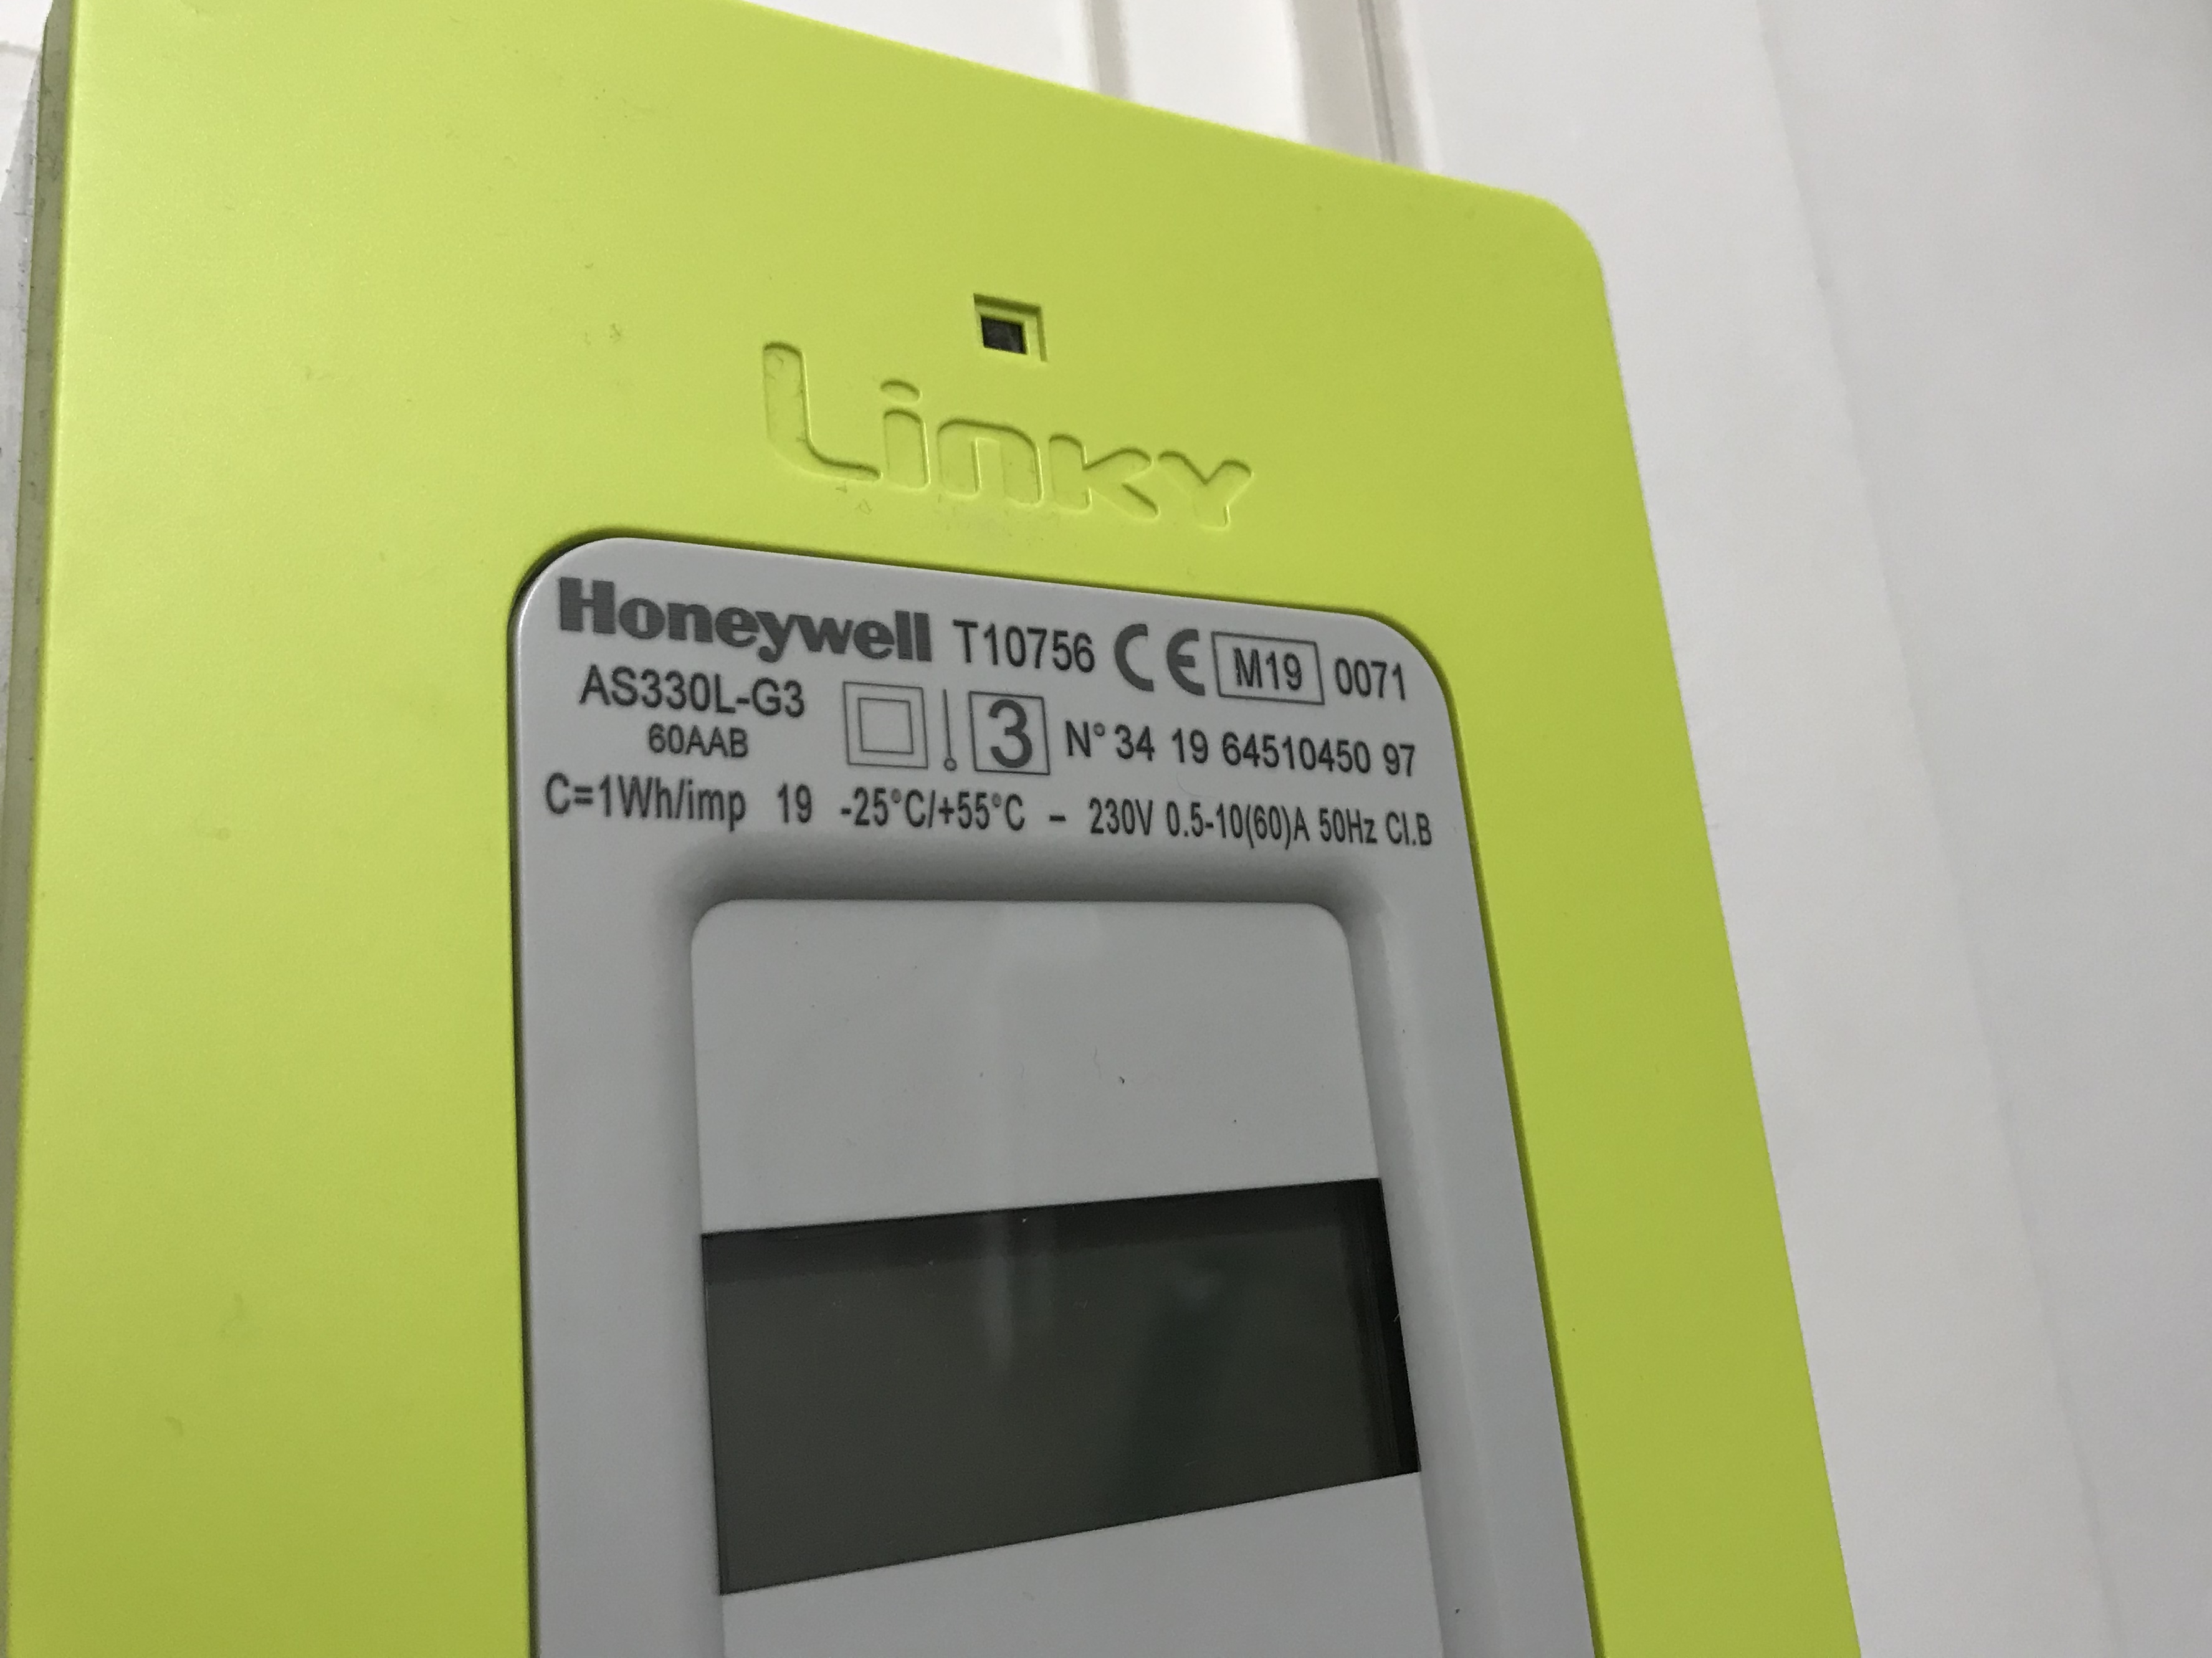 Linky
Honeywell T10756 CE M19 0071
AS330L-G3 3 N° 34 19 64510450 97
60AAB
C=1Wh/imp 19 -25°C/+55°C – 230V 0.5-10(60)A 50Hz Cl.B